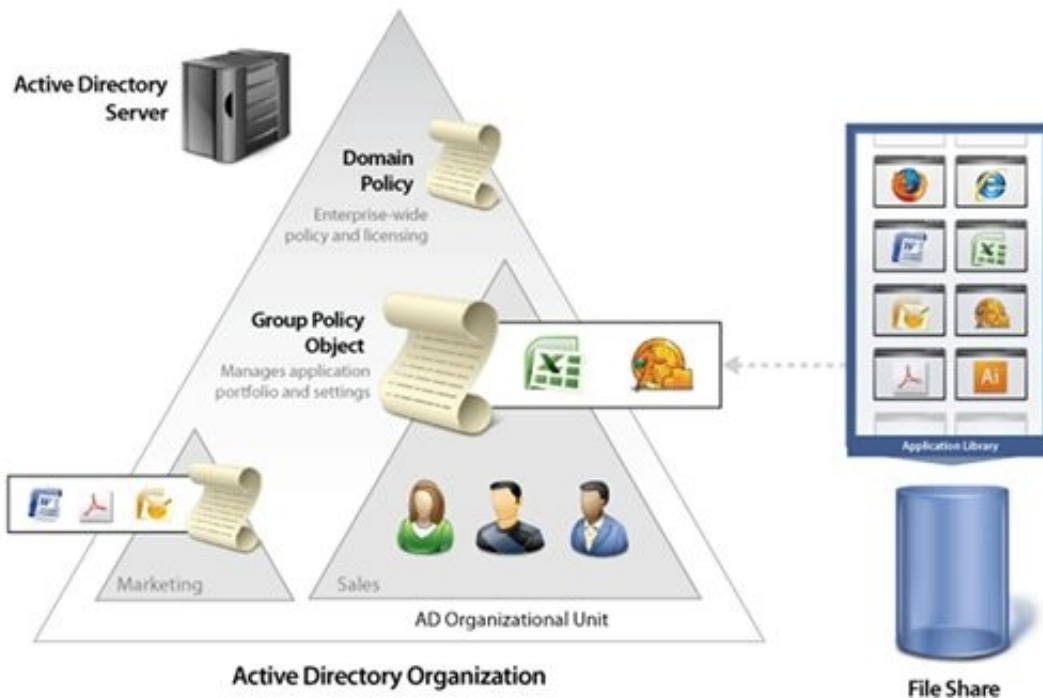 Active Directory
Server
Domain
Policy
Enterprise-wide
policy and licensing
Group Policy
Object
Manages application
portfolio and settings
Marketing
Sales
AD Organizational Unit
Active Directory Organization
W
X
Ai
Application Library
File Share